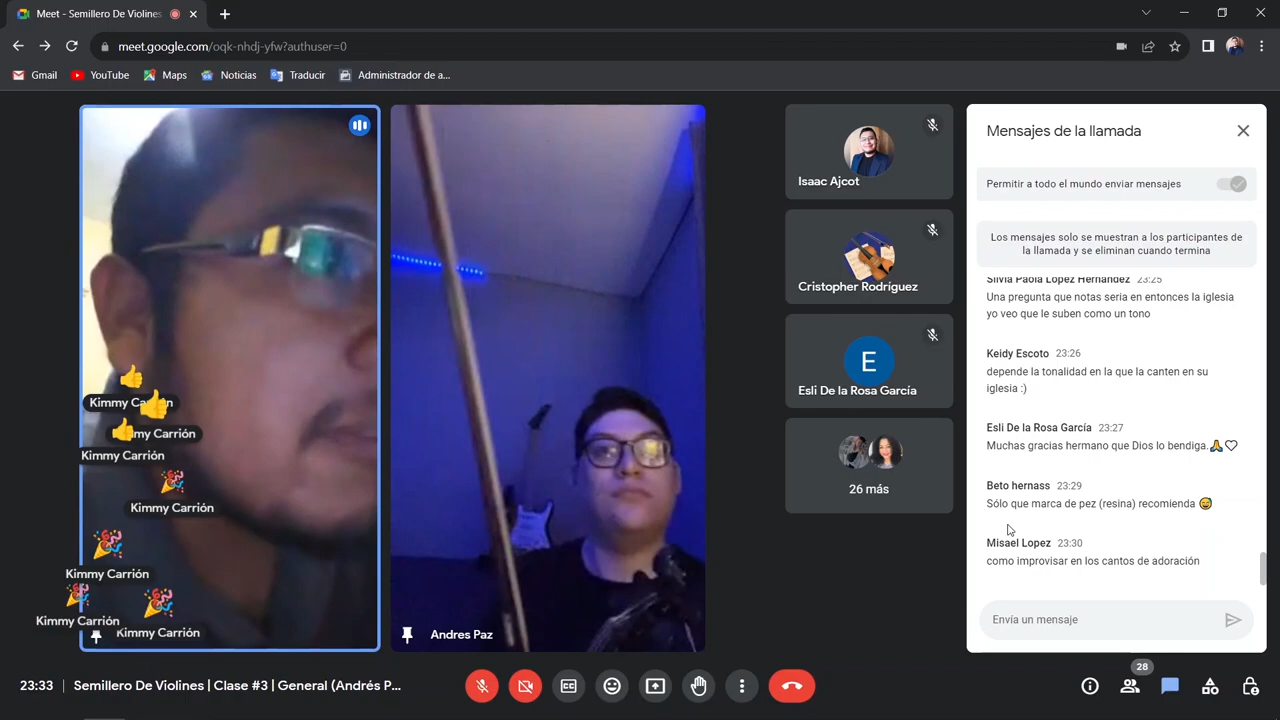 Meet - Semillero De Violines
meet.google.com/oqk-nhdj-yfw?authuser=0
Gmail
YouTube
Maps
Noticias
Traducir
Administrador de a...
Isaac Ajcot
Cristopher Rodríguez
E
Esli De la Rosa García
26 más
Kimmy Carrión
Kimmy Carrión
Kimmy Carrión
Kimmy Carrión
Kimmy Carrión
Kimmy Carrión
Andres Paz
Mensajes de la llamada
Permitir a todo el mundo enviar mensajes
Los mensajes solo se muestran a los participantes de
la llamada y se eliminan cuando termina
Silvia Paola Lopez Hernandez 23:25
Una pregunta que notas seria en entonces la iglesia
yo veo que le suben como un tono
Keidy Escoto 23:26
depende la tonalidad en la que la canten en su
iglesia :)
Esli De la Rosa García 23:27
Muchas gracias hermano que Dios lo bendiga.🙏🤍
Beto hernass 23:29
Sólo que marca de pez (resina) recomienda 😅
Misael Lopez 23:30
como improvisar en los cantos de adoración
Envía un mensaje
23:33 | Semillero De Violines | Clase #3 | General (Andrés P...
28